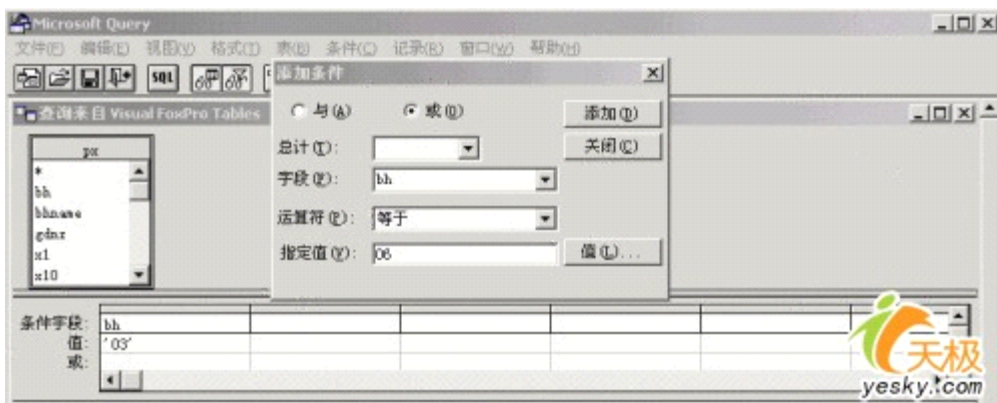 Microsoft Query
文件(F) 编辑(E) 视图(V) 格式(T) 表(B) 条件(C) 记录(R) 窗口(W) 帮助(H)
SQL
添加条件
与(A) 或(O) 添加(D)
总计(T): 关闭(C)
字段(F): bh
运算符(P): 等于
指定值(V): 06 值(L)...
查询来自 Visual FoxPro Tables
px
*
bh
bhname
gdnr
x1
x10
条件字段: bh
值: '03'
或:
天极
yesky.com